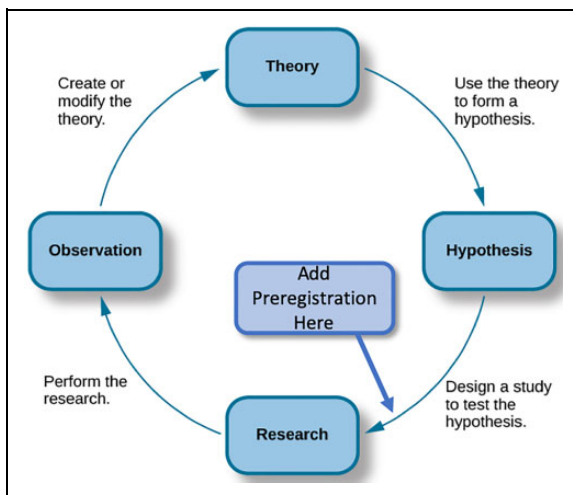 Theory
Create or
modify the
theory.
Use the theory
to form a
hypothesis.
Observation
Hypothesis
Add
Preregistration
Here
Perform the
research.
Design a study
to test the
hypothesis.
Research